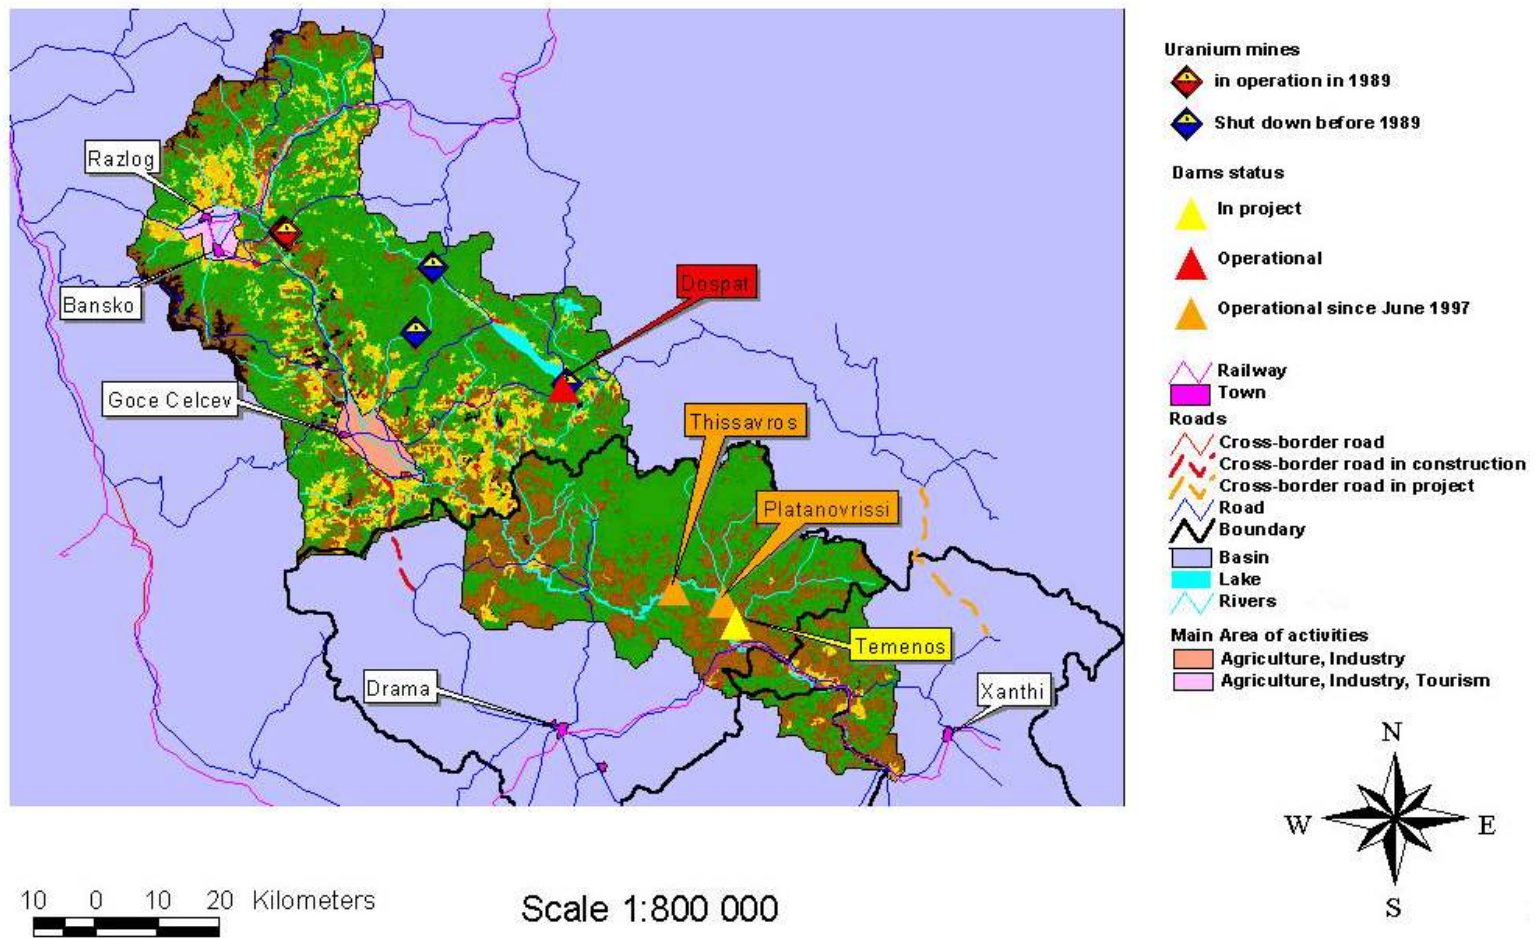 Razlog
Bansko
Goce Celcev
Dospat
Thissavros
Platanovrissi
Temenos
Drama
Xanthi
Uranium mines
in operation in 1989
Shut down before 1989
Dams status
In project
Operational
Operational since June 1997
Railway
Town
Roads
Cross-border road
Cross-border road in construction
Cross-border road in project
Road
Boundary
Basin
Lake
Rivers
Main Area of activities
Agriculture, Industry
Agriculture, Industry, Tourism
N
W E
S
10 0 10 20 Kilometers
Scale 1:800 000